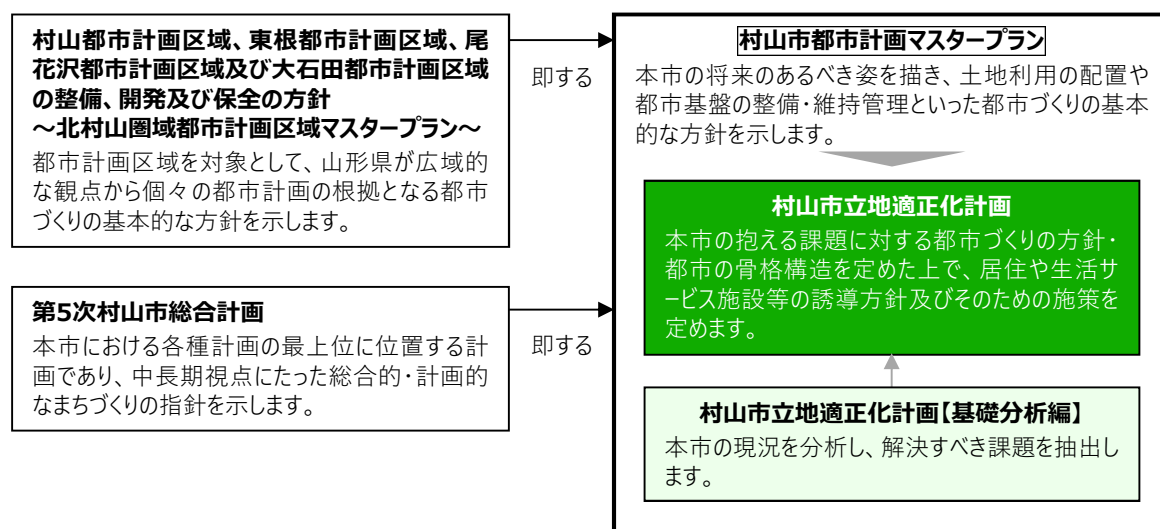 村山都市計画区域、東根都市計画区域、尾
花沢都市計画区域及び大石田都市計画区域
の整備、開発及び保全の方針
～北村山圏域都市計画区域マスタープラン～
都市計画区域を対象として、山形県が広域的
な観点から個々の都市計画の根拠となる都市
づくりの基本的な方針を示します。
即する
第5次村山市総合計画
本市における各種計画の最上位に位置する計
画であり、中長期視点にたった総合的・計画的
なまちづくりの指針を示します。
即する
村山市都市計画マスタープラン
本市の将来のあるべき姿を描き、土地利用の配置や
都市基盤の整備・維持管理といった都市づくりの基本
的な方針を示します。
村山市立地適正化計画
本市の抱える課題に対する都市づくりの方針・
都市の骨格構造を定めた上で、居住や生活サ
ービス施設等の誘導方針及びそのための施策を
定めます。
村山市立地適正化計画【基礎分析編】
本市の現況を分析し、解決すべき課題を抽出し
ます。